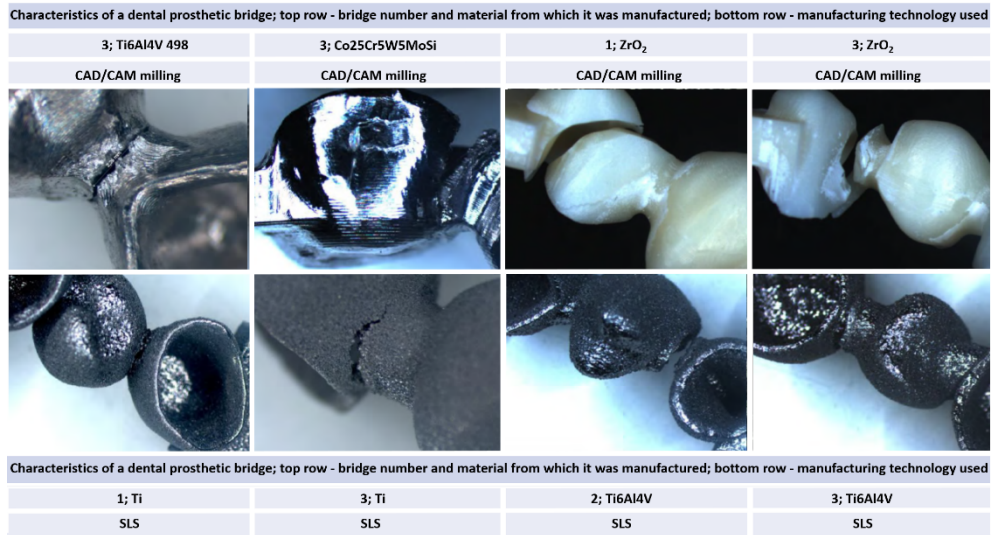 Characteristics of a dental prosthetic bridge; top row - bridge number and material from which it was manufactured; bottom row - manufacturing technology used
3; Ti6Al4V 498
3; Co25Cr5W5MoSi
1; ZrO₂
3; ZrO₂
CAD/CAM milling
CAD/CAM milling
CAD/CAM milling
CAD/CAM milling
Characteristics of a dental prosthetic bridge; top row - bridge number and material from which it was manufactured; bottom row - manufacturing technology used
1; Ti
3; Ti
2; Ti6Al4V
3; Ti6Al4V
SLS
SLS
SLS
SLS